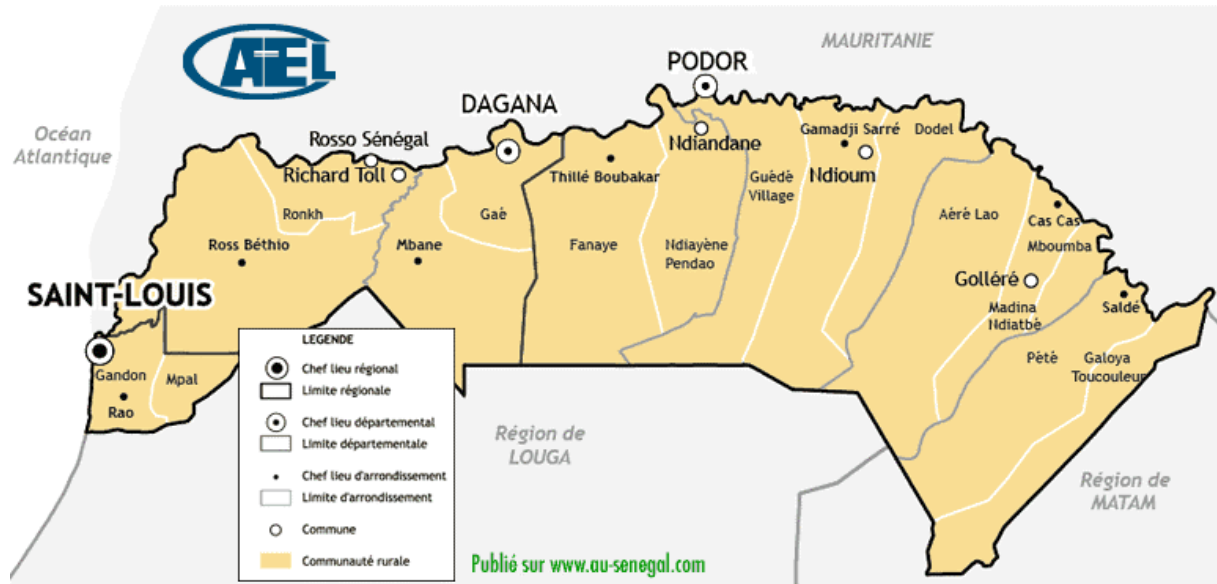 MAURITANIE
ATEL
PODOR
DAGANA
Océan
Atlantique
Rosso Sénégal
Richard Toll
Ndiandane
Gamadji Sarré
Dodel
Ndioum
Thillé Boubakar
Guédé
Village
Ronkh
Gaé
Aéré Lao
Cas Cas
Ross Béthio
Mbane
Fanaye
Ndiayène
Pendao
Mboumba
Golléré
SAINT-LOUIS
Madina
Ndiatbé
Saldé
Gandon
Mpal
Rao
Pété
Galoya
Toucouleur
LEGENDE
Chef lieu régional
Limite régionale
Chef lieu départemental
Limite départementale
Chef lieu d'arrondissement
Limite d'arrondissement
Commune
Communauté rurale
Région de
LOUGA
Région de
MATAM
Publié sur www.au-senegal.com